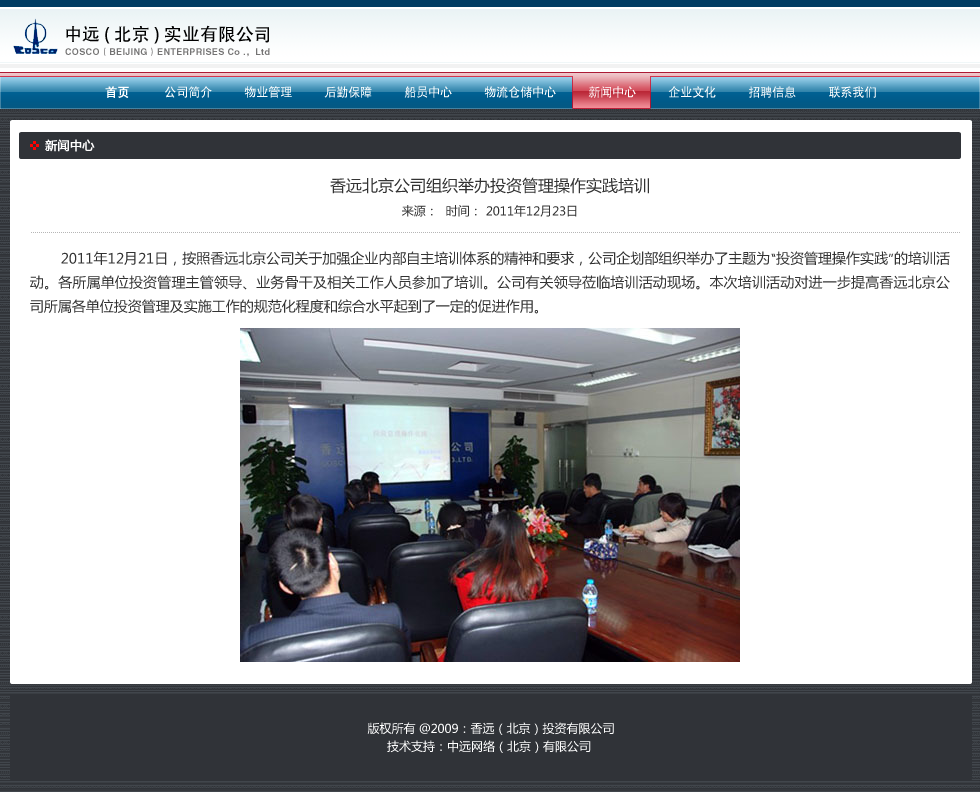 中远(北京)实业有限公司
COSCO (BEIJING) ENTERPRISES Co., Ltd
首页 公司简介 物业管理 后勤保障 船员中心 物流仓储中心 新闻中心 企业文化 招聘信息 联系我们
新闻中心
香远北京公司组织举办投资管理操作实践培训
来源： 时间： 2011年12月23日
2011年12月21日，按照香远北京公司关于加强企业内部自主培训体系的精神和要求，公司企划部组织举办了主题为“投资管理操作实践”的培训活
动。各所属单位投资管理主管领导、业务骨干及相关工作人员参加了培训。公司有关领导莅临培训活动现场。本次培训活动对进一步提高香远北京公
司所属各单位投资管理及实施工作的规范化程度和综合水平起到了一定的促进作用。
投资管理操作实践
香远 公司
COSCO S,LTD.
版权所有 @2009：香远（北京）投资有限公司
技术支持：中远网络（北京）有限公司